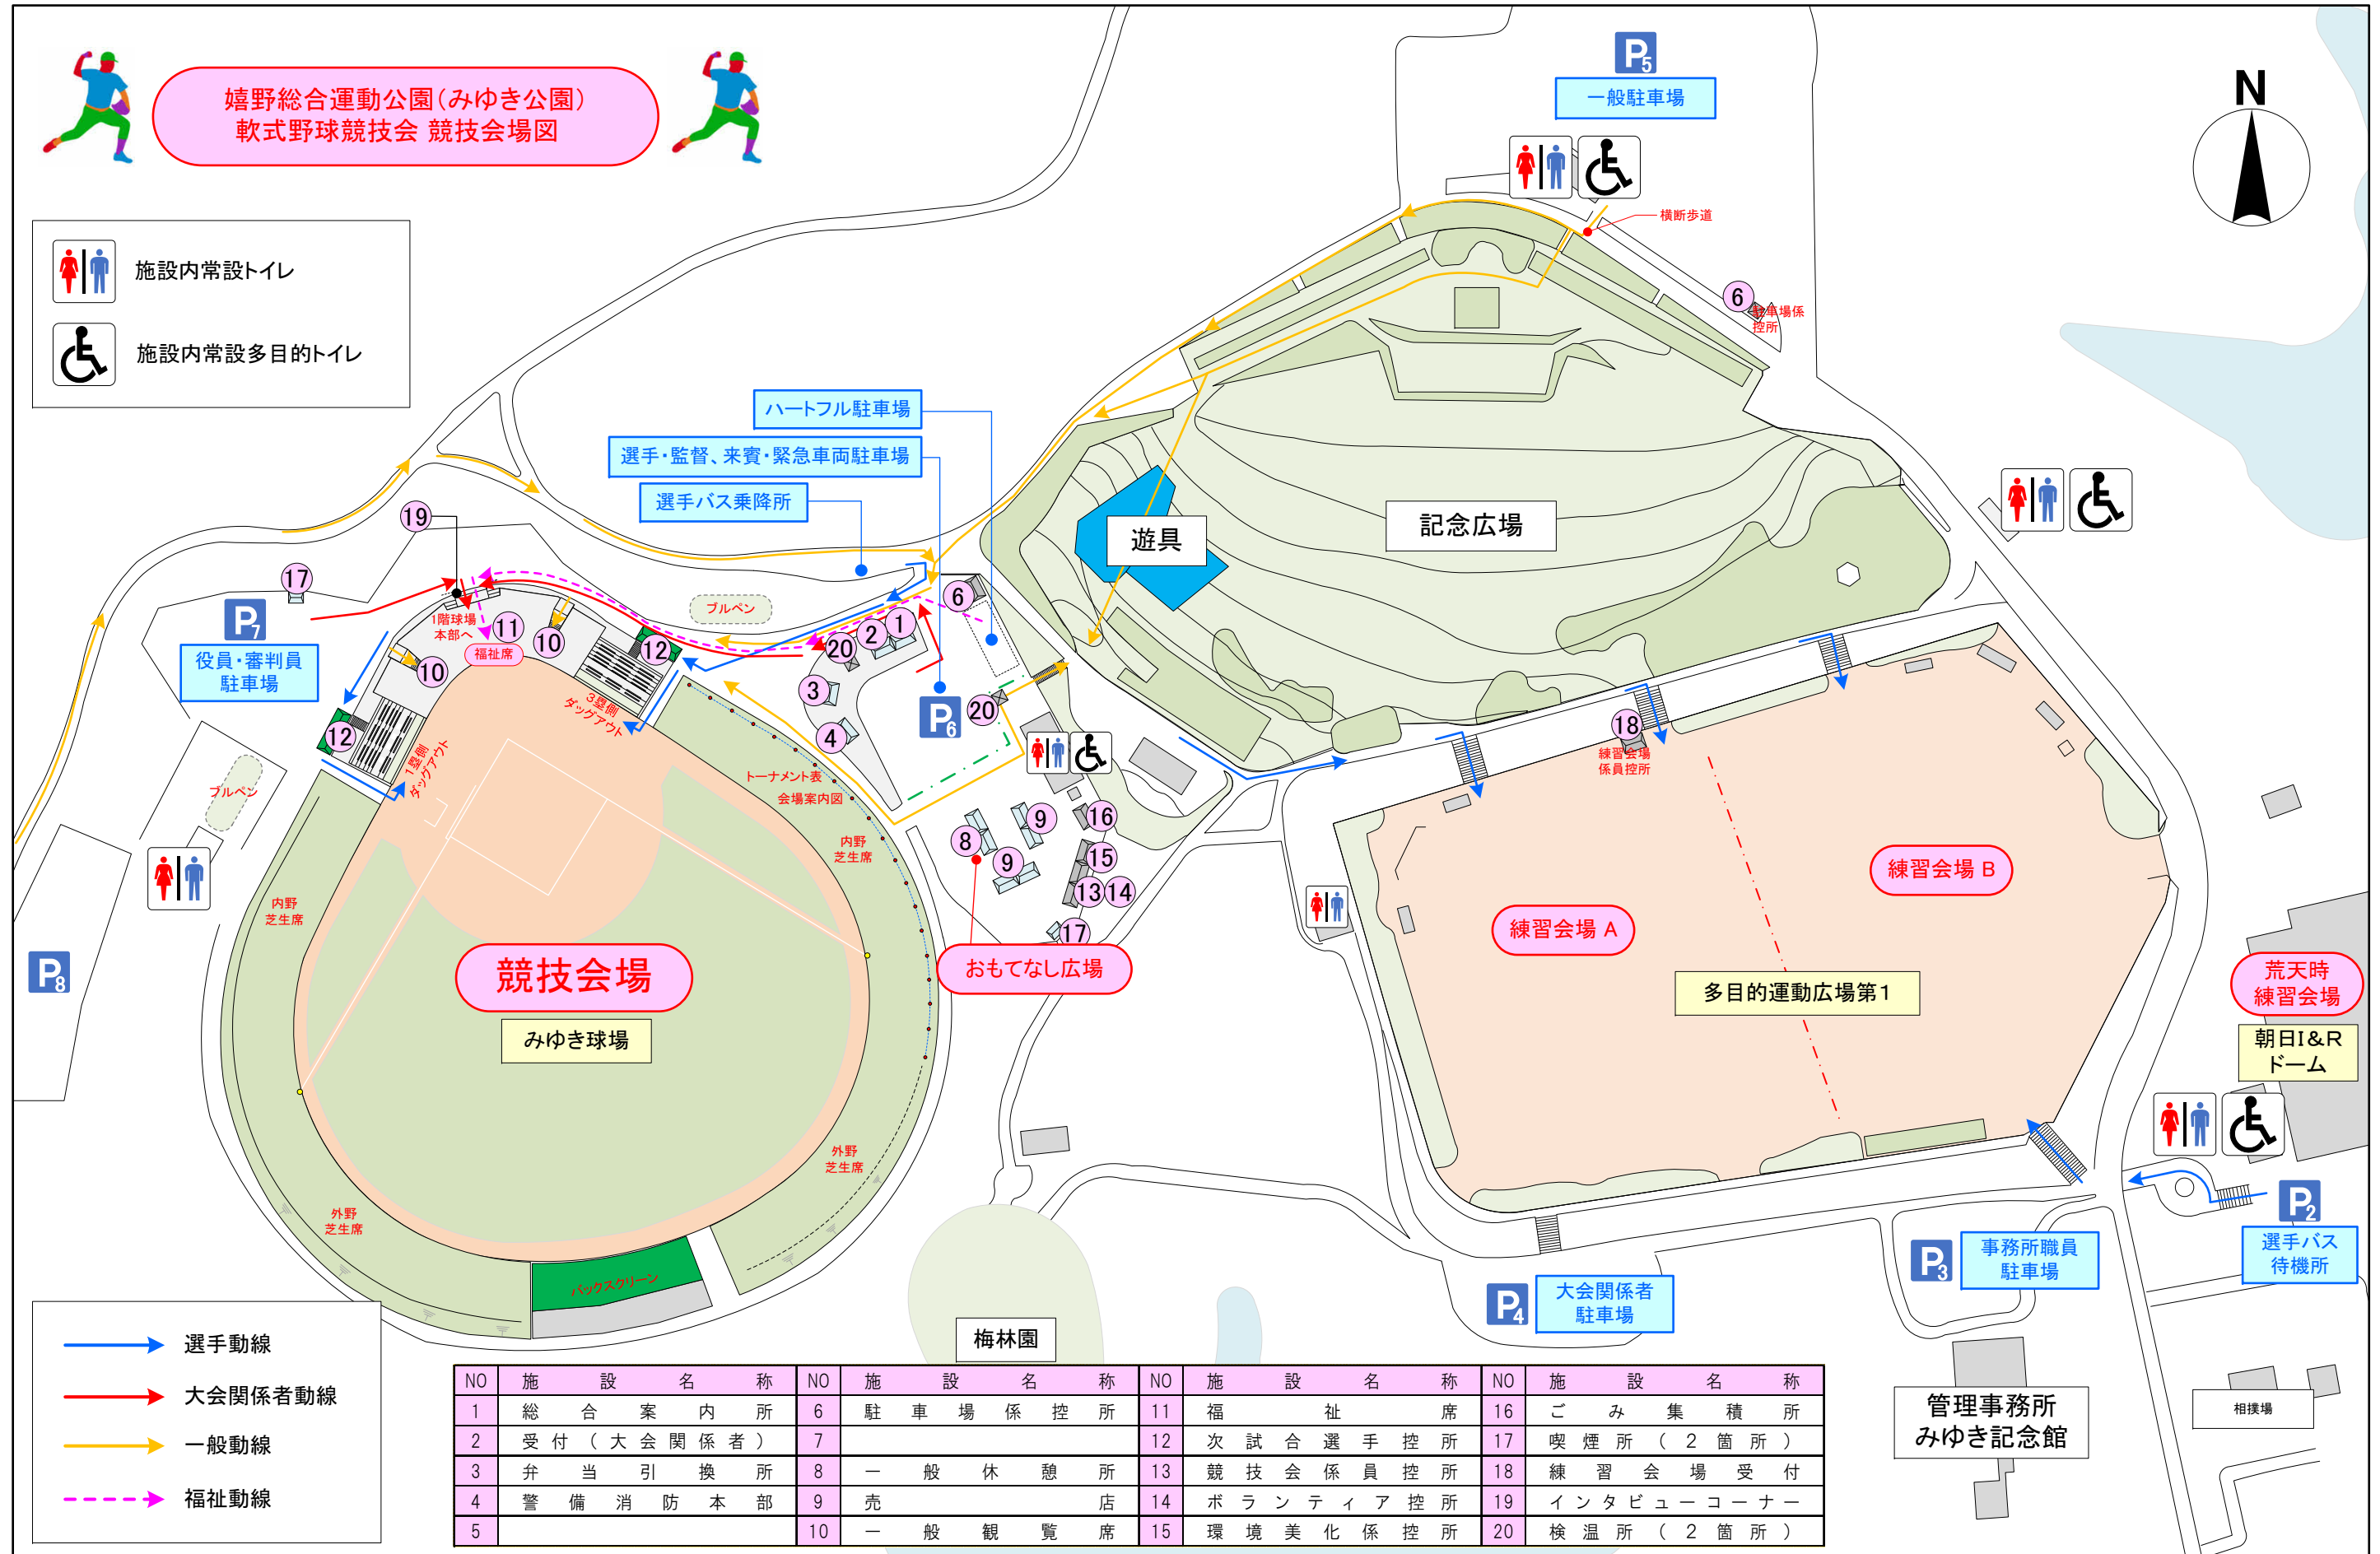 嬉野総合運動公園(みゆき公園)
軟式野球競技会 競技会場図
施設内常設トイレ
施設内常設多目的トイレ
P5
一般駐車場
N
横断歩道
6
駐車場係
控所
ハートフル駐車場
選手・監督、来賓・緊急車両駐車場
選手バス乗降所
遊具
記念広場
19
17
P7
役員・審判員
駐車場
1階球場
本部へ
11
福祉席
10
10
12
12
ブルペン
6
1
2
20
3
4
20
P6
3塁側
ダッグアウト
1塁側
ダッグアウト
ブルペン
トーナメント表
会場案内図
内野
芝生席
内野
芝生席
8
9
9
16
15
13
14
17
おもてなし広場
18
練習会場
係員控所
練習会場 A
練習会場 B
多目的運動広場第1
荒天時
練習会場
朝日I&R
ドーム
P8
競技会場
みゆき球場
外野
芝生席
外野
芝生席
バックスクリーン
P2
選手バス
待機所
P3
事務所職員
駐車場
P4
大会関係者
駐車場
梅林園
管理事務所
みゆき記念館
相撲場
選手動線
大会関係者動線
一般動線
福祉動線
NO 施設名称 NO 施設名称 NO 施設名称 NO 施設名称
1 総合案内所 6 駐車場係控所 11 福祉席 16 ごみ集積所
2 受付(大会関係者) 7 12 次試合選手控所 17 喫煙所(2箇所)
3 弁当引換所 8 一般休憩所 13 競技会係員控所 18 練習会場受付
4 警備消防本部 9 売店 14 ボランティア控所 19 インタビューコーナー
5 10 一般観覧席 15 環境美化係控所 20 検温所(2箇所)